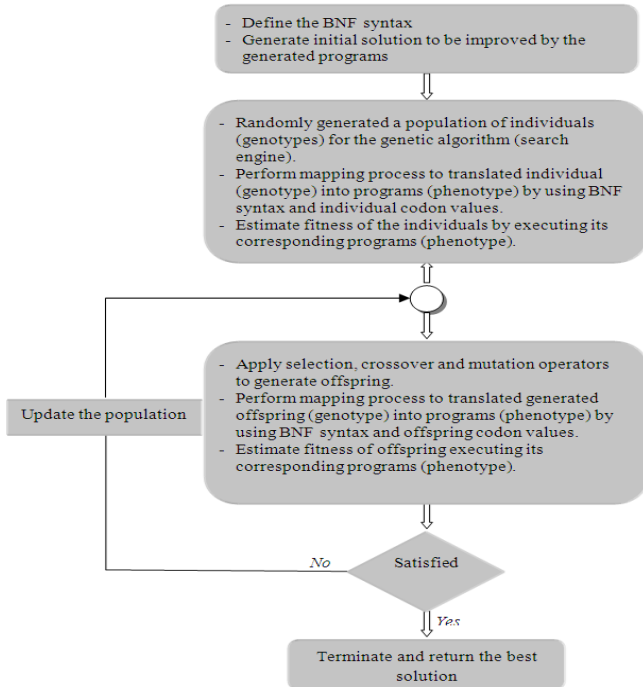 - Define the BNF syntax
- Generate initial solution to be improved by the
generated programs
- Randomly generated a population of individuals
(genotypes) for the genetic algorithm (search
engine).
- Perform mapping process to translated individual
(genotype) into programs (phenotype) by using BNF
syntax and individual codon values.
- Estimate fitness of the individuals by executing its
corresponding programs (phenotype).
- Apply selection, crossover and mutation operators
to generate offspring.
- Perform mapping process to translated generated
offspring (genotype) into programs (phenotype) by
using BNF syntax and offspring codon values.
- Estimate fitness of offspring executing its
corresponding programs (phenotype).
Update the population
No
Satisfied
Yes
Terminate and return the best
solution